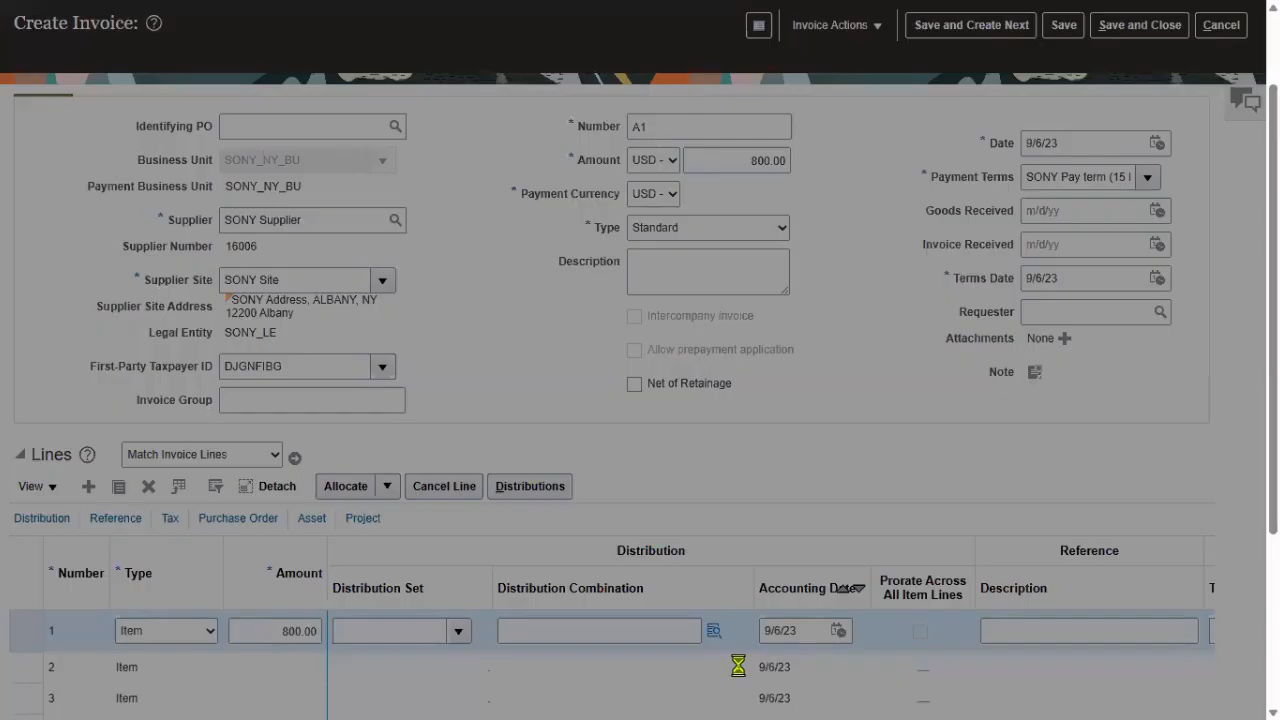 Create Invoice:
Invoice Actions
Save and Create Next
Save
Save and Close
Cancel
Identifying PO
Business Unit SONY_NY_BU
Payment Business Unit SONY_NY_BU
* Supplier SONY Supplier
Supplier Number 16006
* Supplier Site SONY Site
Supplier Site Address SONY Address, ALBANY, NY
12200 Albany
Legal Entity SONY_LE
First-Party Taxpayer ID DJGNFIBG
Invoice Group
* Number A1
* Amount USD - 800.00
* Payment Currency USD -
* Type Standard
Description
Intercompany invoice
Allow prepayment application
Net of Retainage
* Date 9/6/23
* Payment Terms SONY Pay term (15
Goods Received m/d/yy
Invoice Received m/d/yy
* Terms Date 9/6/23
Requester
Attachments None
Note
Lines Match Invoice Lines
View Detach Allocate Cancel Line Distributions
Distribution Reference Tax Purchase Order Asset Project
Distribution Reference
* Number * Type * Amount Distribution Set Distribution Combination Accounting Date Prorate Across
All Item Lines Description
1 Item 800.00 9/6/23
2 Item . 9/6/23 —
3 Item . 9/6/23 —